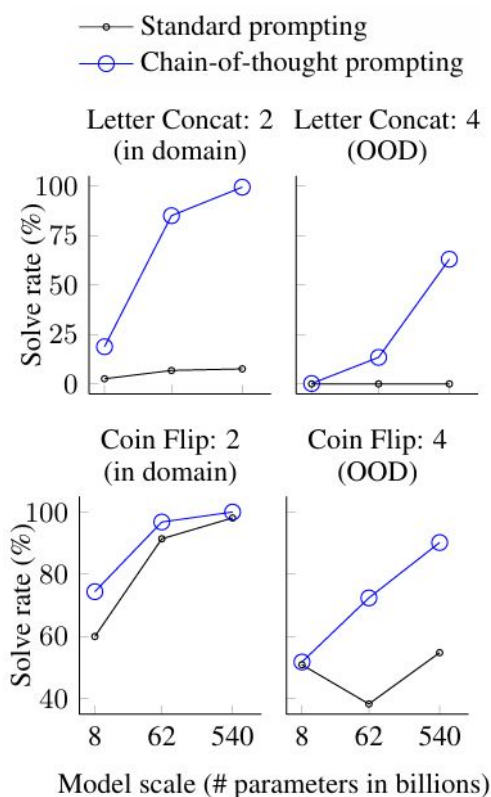 Standard prompting
Chain-of-thought prompting
Letter Concat: 2
(in domain)
Letter Concat: 4
(OOD)
Solve rate (%)
100
75
50
25
0
Coin Flip: 2
(in domain)
Coin Flip: 4
(OOD)
Solve rate (%)
100
80
60
40
8 62 540
8 62 540
Model scale (# parameters in billions)